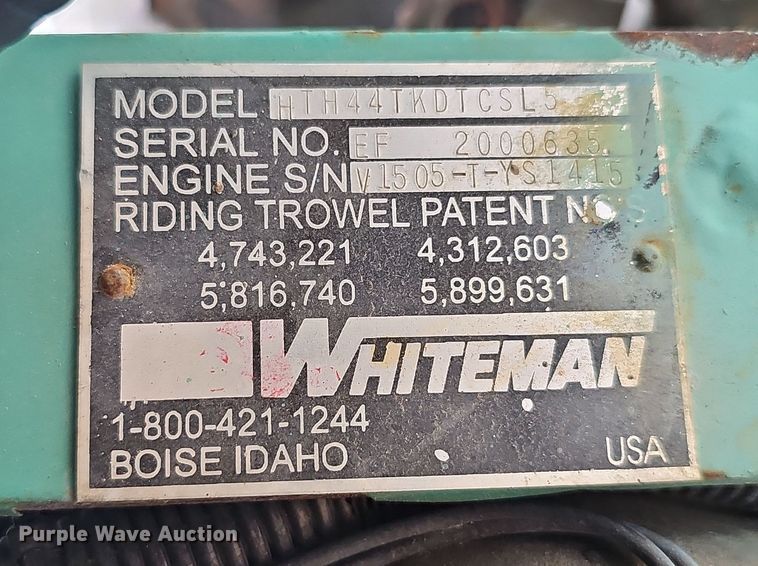 MODEL HTH44TKDTCSL5
SERIAL NO. EF 2000635
ENGINE S/N V1505-T-YS1415
RIDING TROWEL PATENT NO'S
4,743,221 4,312,603
5,816,740 5,899,631
WHITEMAN
1-800-421-1244
BOISE IDAHO USA
Purple Wave Auction